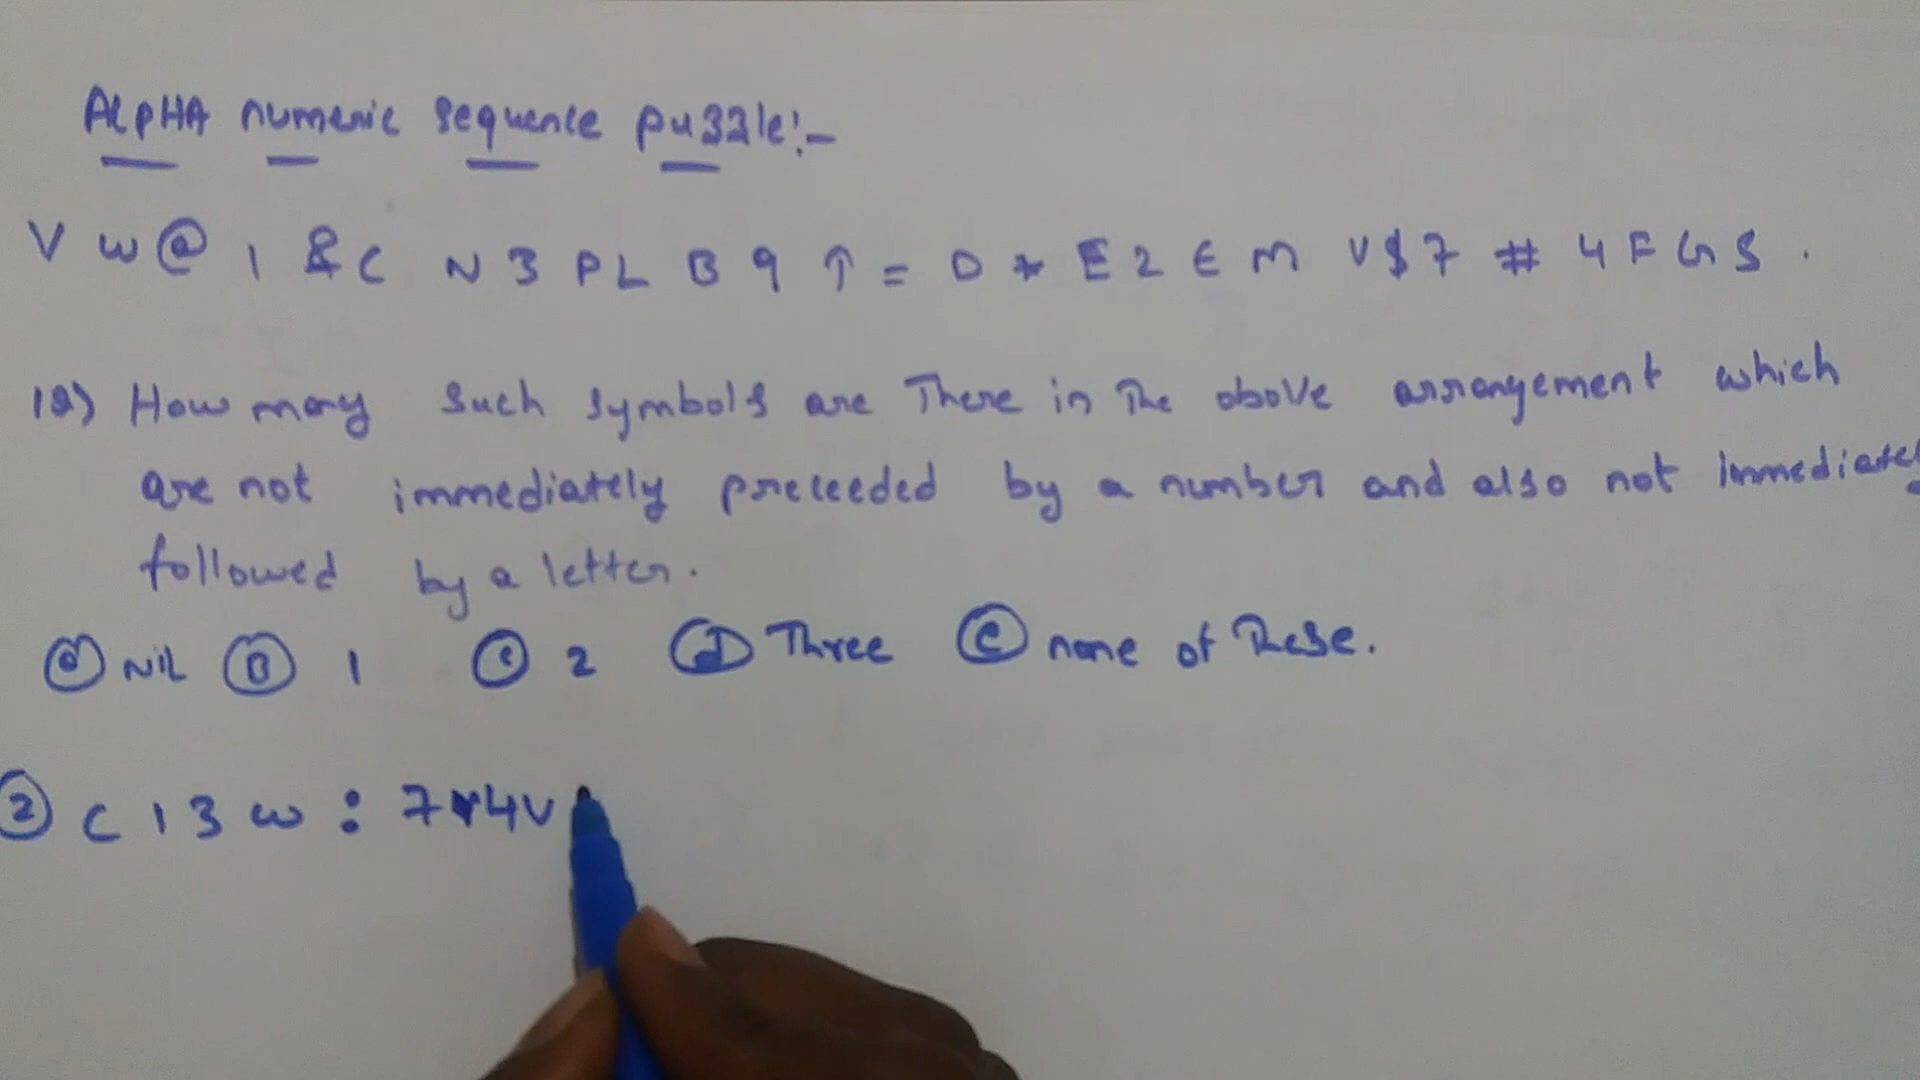 ALPHA numeric sequence puzzle:-
V W @ 1 & C N 3 P L B 9 ↑ = D * E 2 E M V $ 7 # 4 F G S .
1Q) How many such symbols are There in The above arrangement which
are not immediately preceeded by a number and also not immediately
followed by a letter.
Ⓐ NiL Ⓑ 1 Ⓒ 2 ⓓ Three ⓔ none of These.
② C 1 3 W : 7 4 V